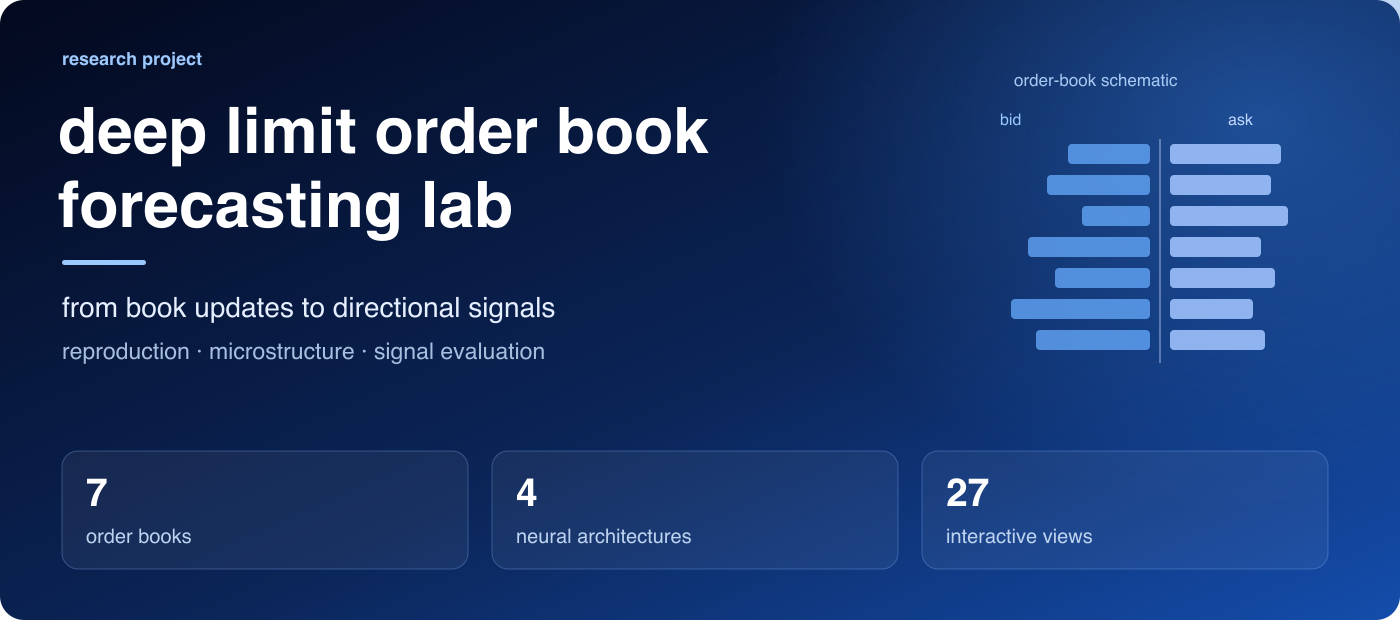 research project
deep limit order book
forecasting lab
from book updates to directional signals
reproduction · microstructure · signal evaluation
order-book schematic
bid
ask
7
order books
4
neural architectures
27
interactive views